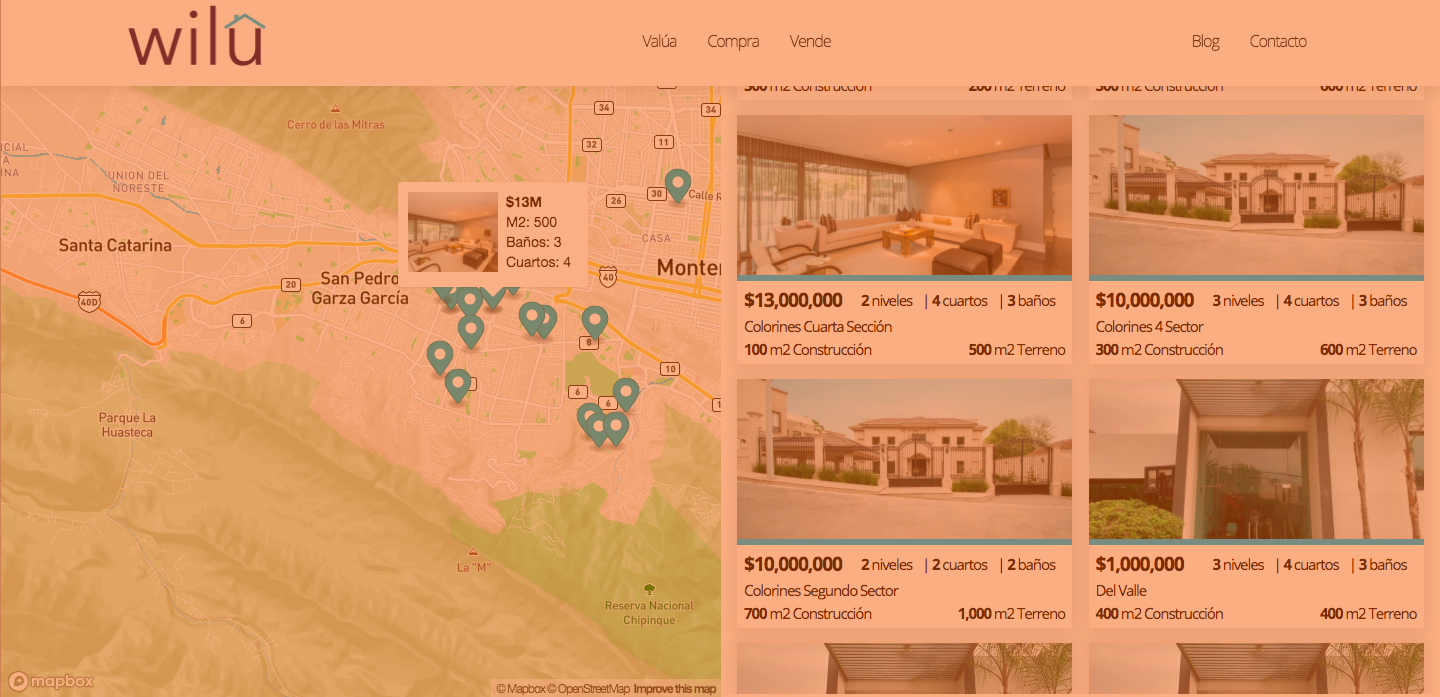 wilu
Valúa Compra Vende Blog Contacto
Cerro de las Mitras
34
34
32
11
UNION DEL
NORESTE
30
Calle R
26
CASA
Santa Catarina
Monter
San Pedro
Garza García
40
40D
20
6
8
10
6
6
Parque La
Huasteca
La "M"
Reserva Nacional
Chipinque
$13M
M2: 500
Baños: 3
Cuartos: 4
mapbox
© Mapbox © OpenStreetMap Improve this map
300 m2 Construcción 200 m2 Terreno
300 m2 Construcción 600 m2 Terreno
$13,000,000 2 niveles | 4 cuartos | 3 baños
Colorines Cuarta Sección
100 m2 Construcción 500 m2 Terreno
$10,000,000 3 niveles | 4 cuartos | 3 baños
Colorines 4 Sector
300 m2 Construcción 600 m2 Terreno
$10,000,000 2 niveles | 2 cuartos | 2 baños
Colorines Segundo Sector
700 m2 Construcción 1,000 m2 Terreno
$1,000,000 3 niveles | 4 cuartos | 3 baños
Del Valle
400 m2 Construcción 400 m2 Terreno